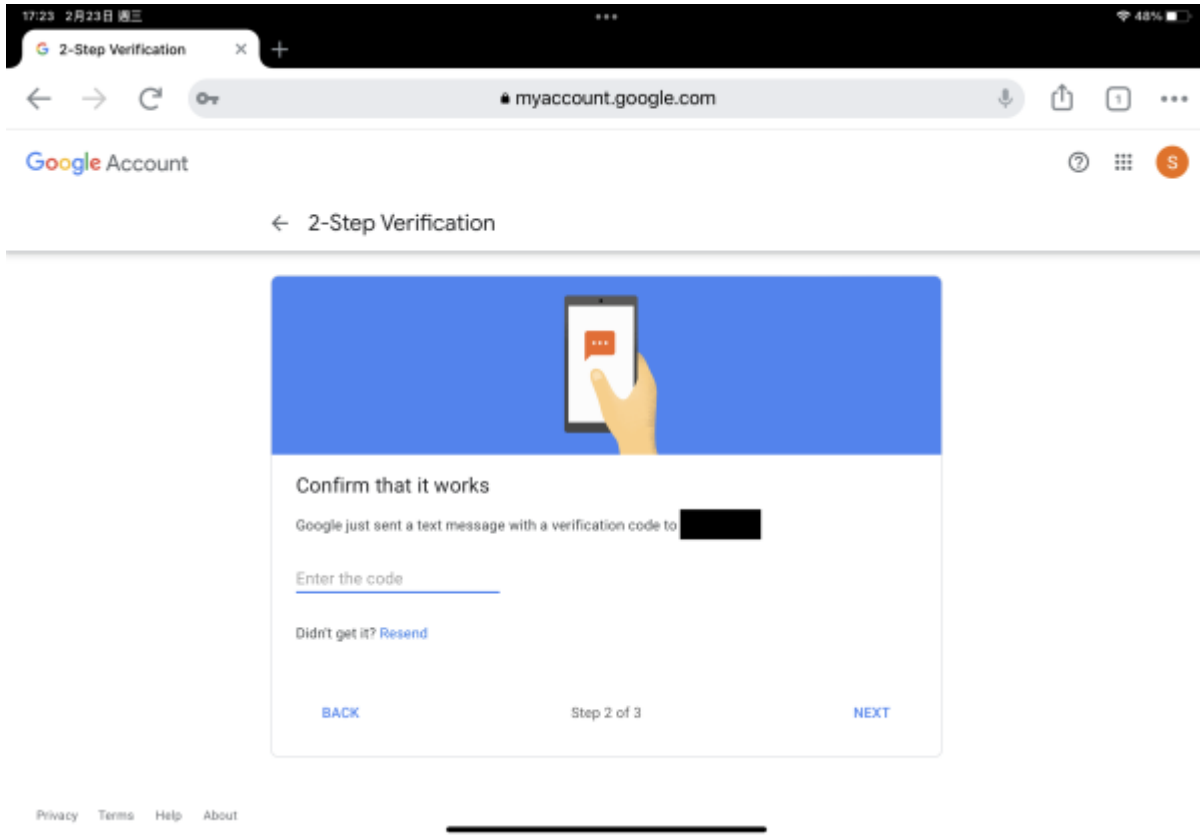 17:23 2月23日 週三
48%
2-Step Verification
myaccount.google.com
1
Google Account
S
2-Step Verification
Confirm that it works
Google just sent a text message with a verification code to
Enter the code
Didn't get it? Resend
BACK Step 2 of 3 NEXT
Privacy Terms Help About